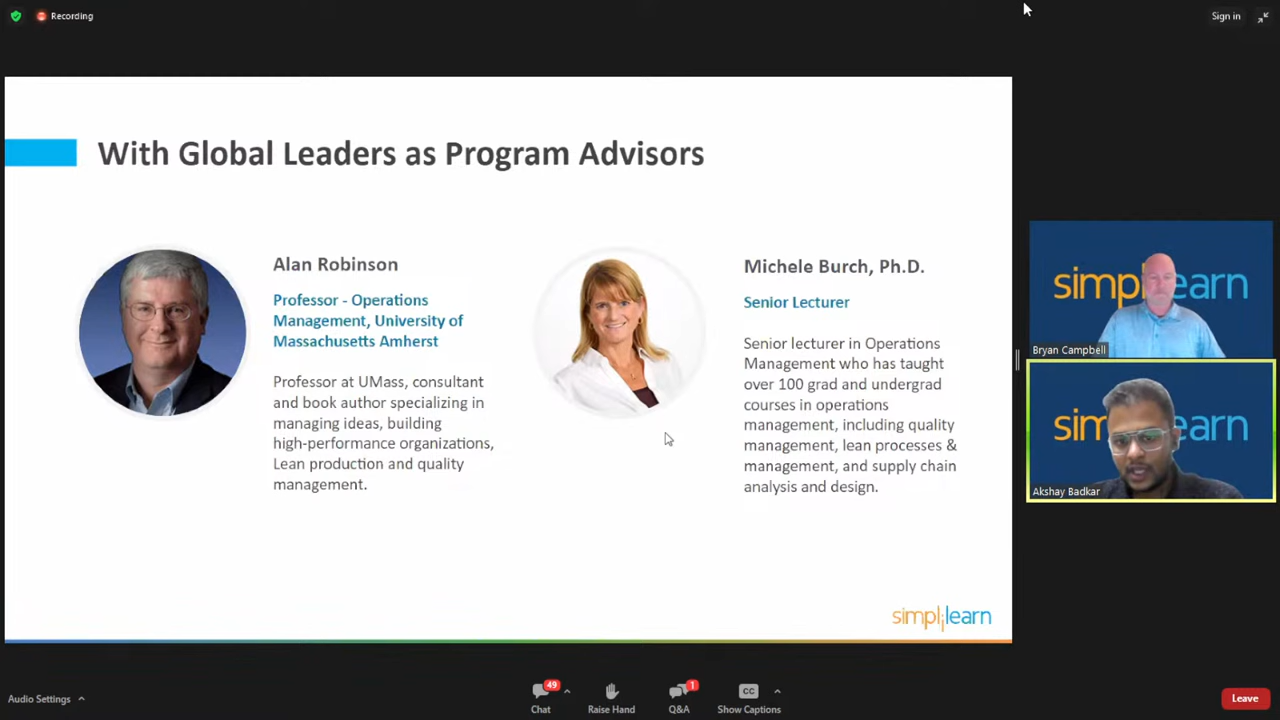 Recording
Sign in
With Global Leaders as Program Advisors
Alan Robinson
Professor - Operations
Management, University of
Massachusetts Amherst
Professor at UMass, consultant
and book author specializing in
managing ideas, building
high-performance organizations,
Lean production and quality
management.
Michele Burch, Ph.D.
Senior Lecturer
Senior lecturer in Operations
Management who has taught
over 100 grad and undergrad
courses in operations
management, including quality
management, lean processes &
management, and supply chain
analysis and design.
simplilearn
simplilearn
Bryan Campbell
simplilearn
Akshay Badkar
Audio Settings
49
Chat
Raise Hand
1
Q&A
CC
Show Captions
Leave